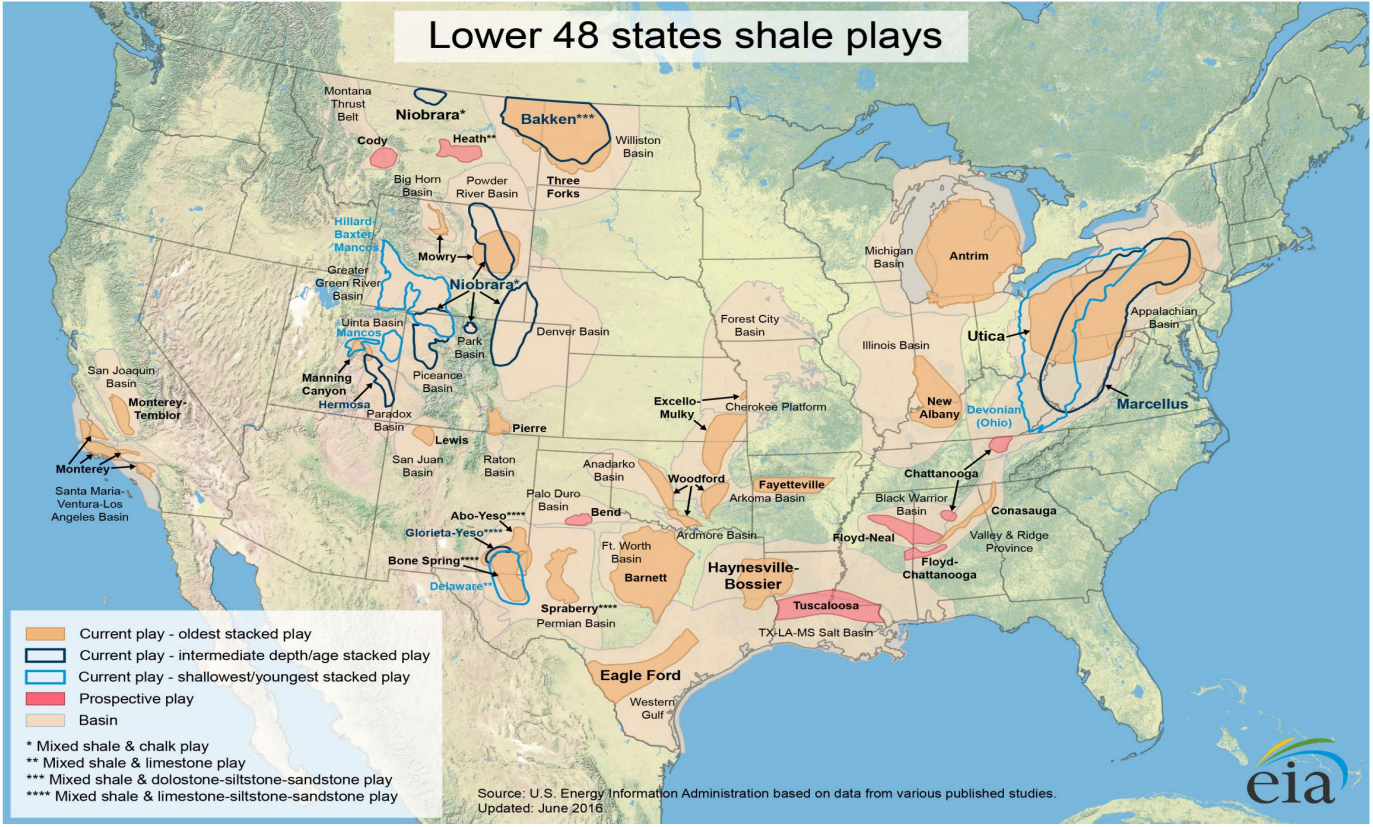 Lower 48 states shale plays
Montana
Thrust
Belt
Niobrara*
Bakken***
Williston
Basin
Cody
Heath**
Big Horn
Basin
Powder
River Basin
Three
Forks
Hillard-
Baxter-
Mancos
Mowry
Greater
Green River
Basin
Niobrara*
Michigan
Basin
Antrim
Uinta Basin
Mancos
Park
Basin
Denver Basin
Forest City
Basin
Illinois Basin
Utica
Appalachian
Basin
San Joaquin
Basin
Manning
Canyon
Piceance
Basin
Hermosa
Monterey-
Temblor
Paradox
Basin
Excello-
Mulky
Cherokee Platform
New
Albany
Devonian
(Ohio)
Marcellus
Lewis
Pierre
Monterey
San Juan
Basin
Raton
Basin
Anadarko
Basin
Woodford
Fayetteville
Arkoma Basin
Chattanooga
Santa Maria-
Ventura-Los
Angeles Basin
Palo Duro
Basin
Bend
Black Warrior
Basin
Conasauga
Abo-Yeso****
Glorieta-Yeso****
Ardmore Basin
Floyd-Neal
Valley & Ridge
Province
Bone Spring****
Ft. Worth
Basin
Barnett
Haynesville-
Bossier
Floyd-
Chattanooga
Delaware**
Spraberry****
Permian Basin
Tuscaloosa
TX-LA-MS Salt Basin
Eagle Ford
Western
Gulf
Current play - oldest stacked play
Current play - intermediate depth/age stacked play
Current play - shallowest/youngest stacked play
Prospective play
Basin
* Mixed shale & chalk play
** Mixed shale & limestone play
*** Mixed shale & dolostone-siltstone-sandstone play
**** Mixed shale & limestone-siltstone-sandstone play
Source: U.S. Energy Information Administration based on data from various published studies.
Updated: June 2016
eia